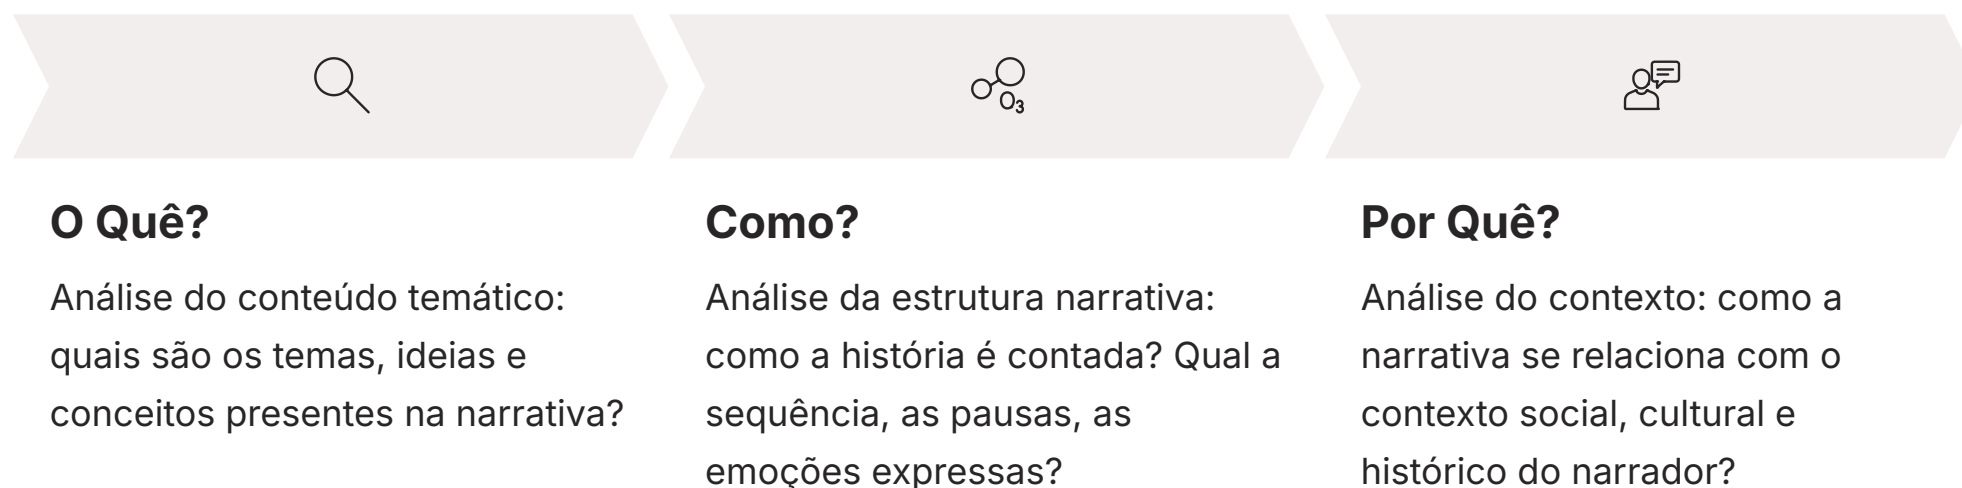 O₃
O Quê?
Análise do conteúdo temático:
quais são os temas, ideias e
conceitos presentes na narrativa?
Como?
Análise da estrutura narrativa:
como a história é contada? Qual a
sequência, as pausas, as
emoções expressas?
Por Quê?
Análise do contexto: como a
narrativa se relaciona com o
contexto social, cultural e
histórico do narrador?